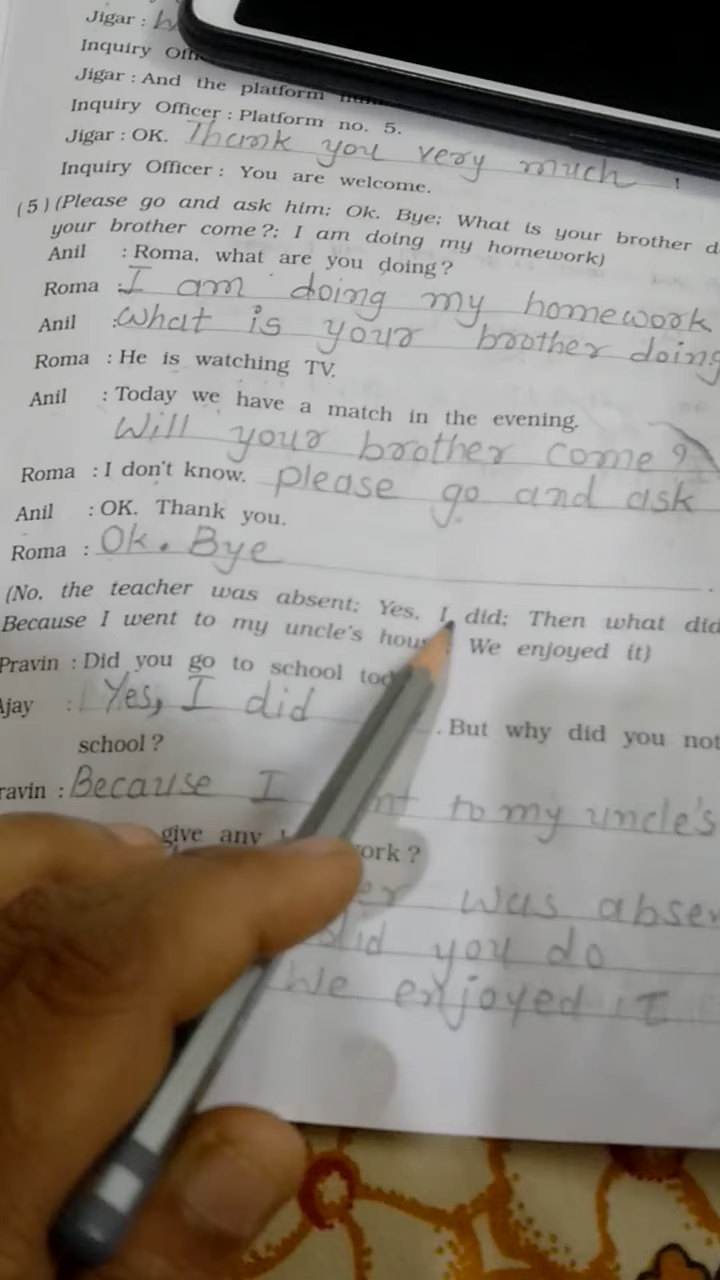 Jigar :
Inquiry
Jigar : And the platform
Inquiry Officer : Platform no. 5.
Jigar : OK. Thank you very much !
Inquiry Officer : You are welcome.
(5) (Please go and ask him; Ok. Bye; What is your brother d
your brother come ?; I am doing my homework)
Anil : Roma, what are you doing?
Roma : I am doing my homework
Anil : What is your brother doing
Roma : He is watching TV.
Anil : Today we have a match in the evening.
Will your brother come ?
Roma : I don't know. please go and ask
Anil : OK. Thank you.
Roma : Ok. Bye .
(No, the teacher was absent; Yes, I did; Then what did
Because I went to my uncle's hou We enjoyed it)
Pravin : Did you go to school tod
Ajay : Yes, I did . But why did you not
school ?
ravin : Because I nt to my uncle's
give any ork ?
er was absen
did you do
We enjoyed it